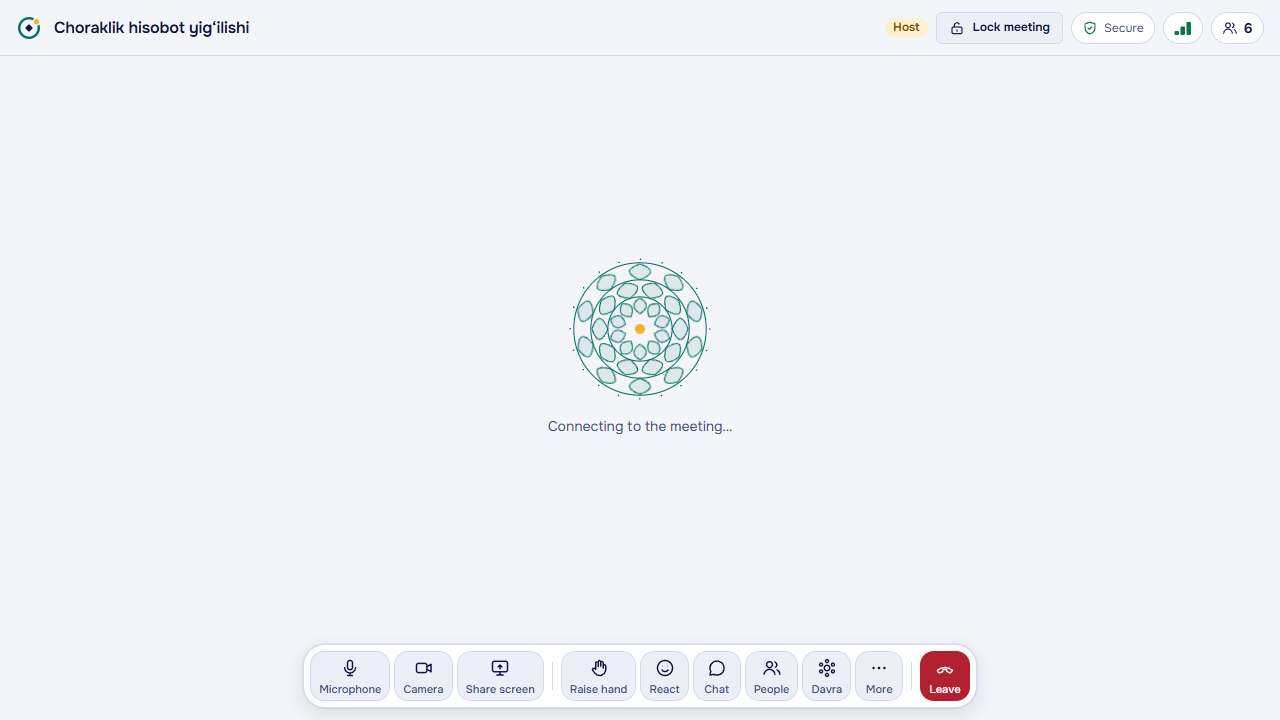 Choraklik hisobot yig‘ilishi
Host
Lock meeting
Secure
6
Connecting to the meeting...
Microphone
Camera
Share screen
Raise hand
React
Chat
People
Davra
More
Leave